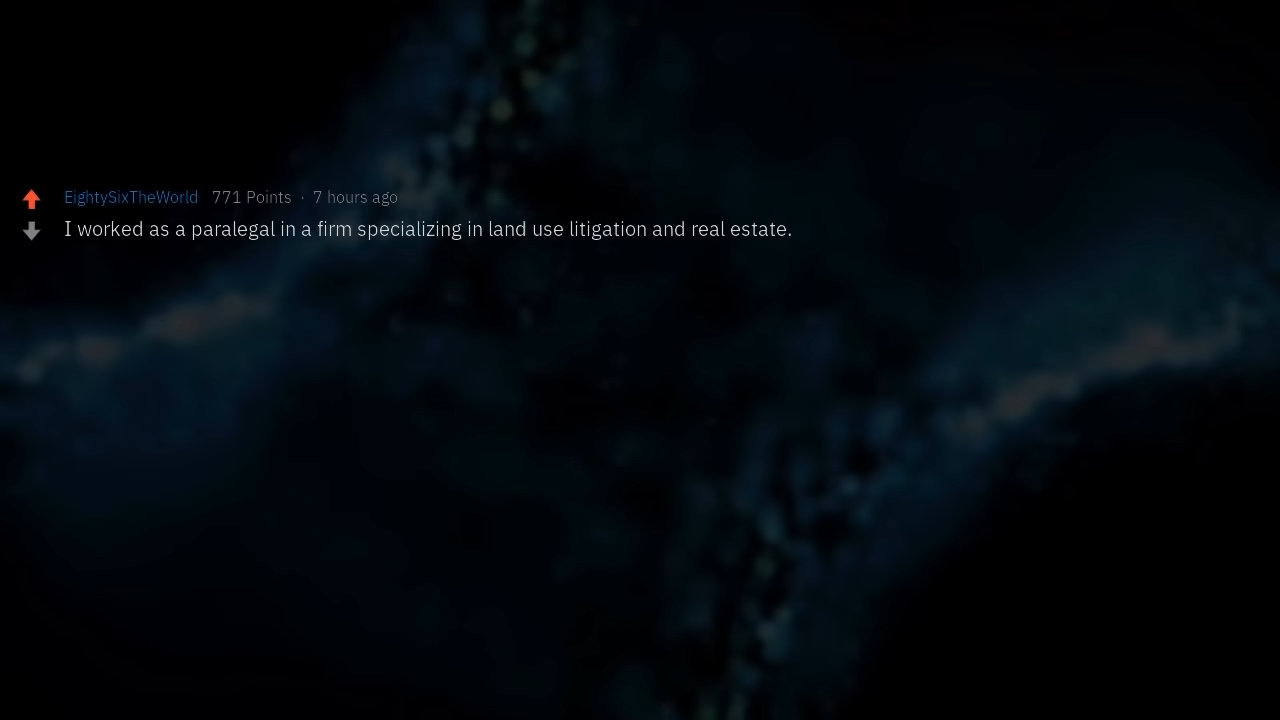 EightySixTheWorld 771 Points · 7 hours ago
I worked as a paralegal in a firm specializing in land use litigation and real estate.